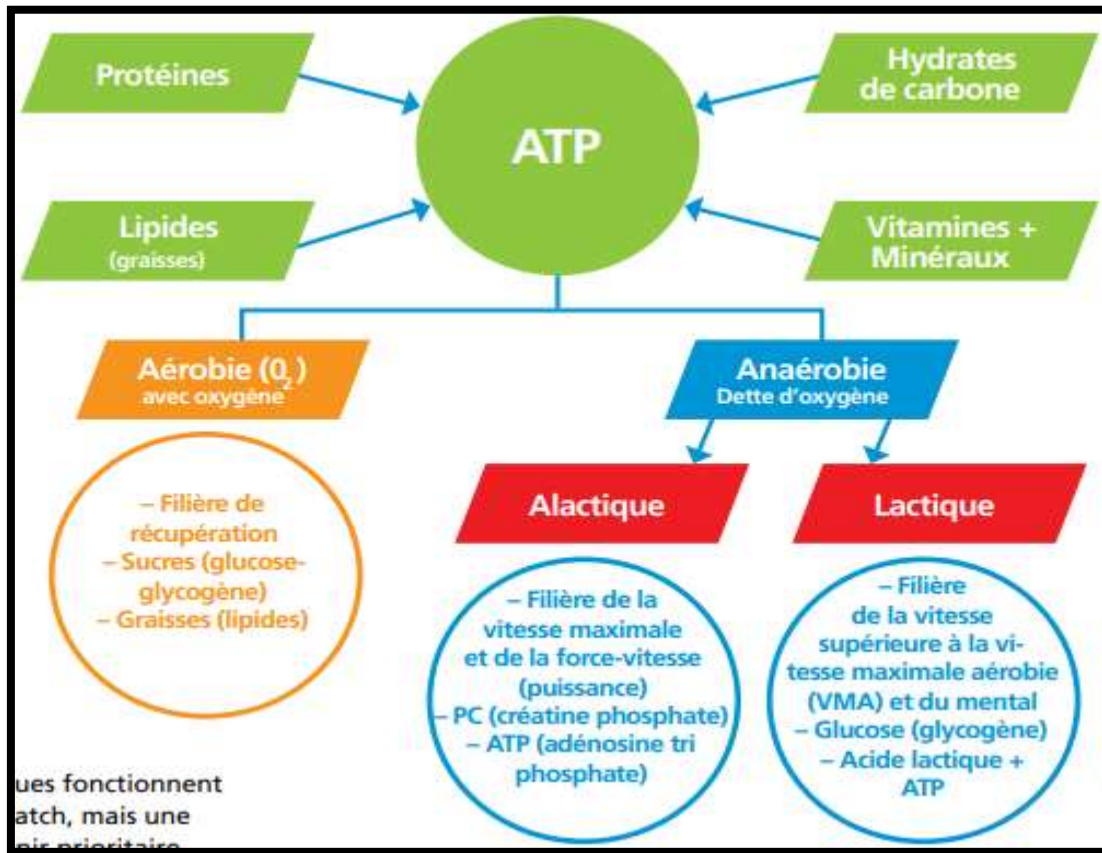 Protéines
Hydrates
de carbone
ATP
Lipides
(graisses)
Vitamines +
Minéraux
Aérobie (0₂)
avec oxygène
Anaérobie
Dette d'oxygène
Alactique
Lactique
– Filière de
récupération
– Sucres (glucose-
glycogène)
– Graisses (lipides)
– Filière de la
vitesse maximale
et de la force-vitesse
(puissance)
– PC (créatine phosphate)
– ATP (adénosine tri
phosphate)
– Filière
de la vitesse
supérieure à la vi-
tesse maximale aérobie
(VMA) et du mental
– Glucose (glycogène)
– Acide lactique +
ATP
ues fonctionnent
atch, mais une